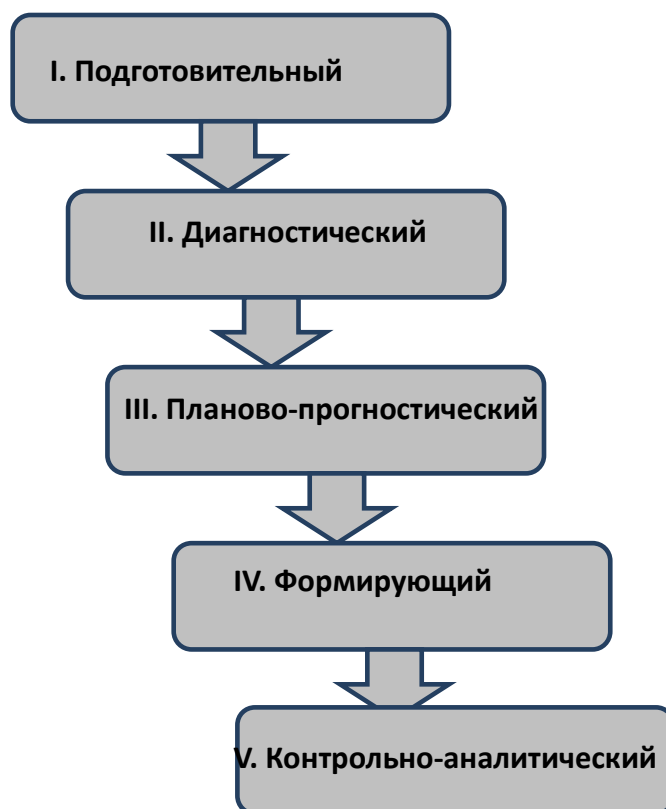 I. Подготовительный
II. Диагностический
III. Планово-прогностический
IV. Формирующий
V. Контрольно-аналитический